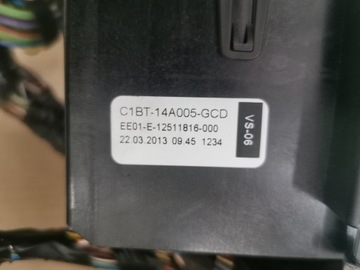 C1BT-14A005-GCD
EE01-E-12511816-000
22.03.2013 09.45 1234
VS-06